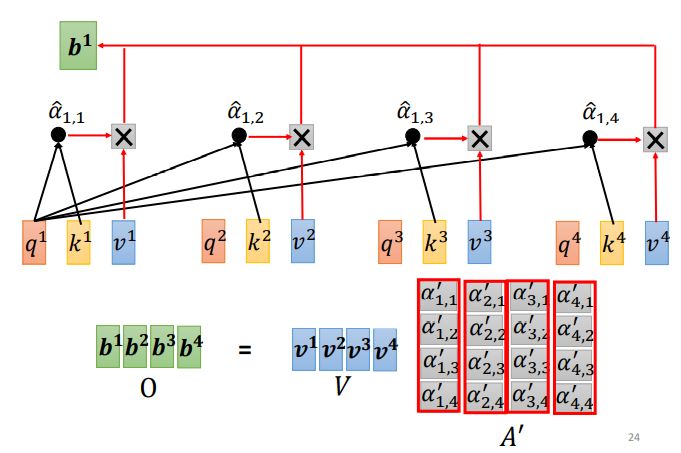 b¹
α̂₁,₁ α̂₁,₂ α̂₁,₃ α̂₁,₄
q¹ k¹ v¹ q² k² v² q³ k³ v³ q⁴ k⁴ v⁴
α′₁,₁ α′₂,₁ α′₃,₁ α′₄,₁
α′₁,₂ α′₂,₂ α′₃,₂ α′₄,₂
α′₁,₃ α′₂,₃ α′₃,₃ α′₄,₃
α′₁,₄ α′₂,₄ α′₃,₄ α′₄,₄
b¹ b² b³ b⁴ = v¹ v² v³ v⁴
O V A′
24